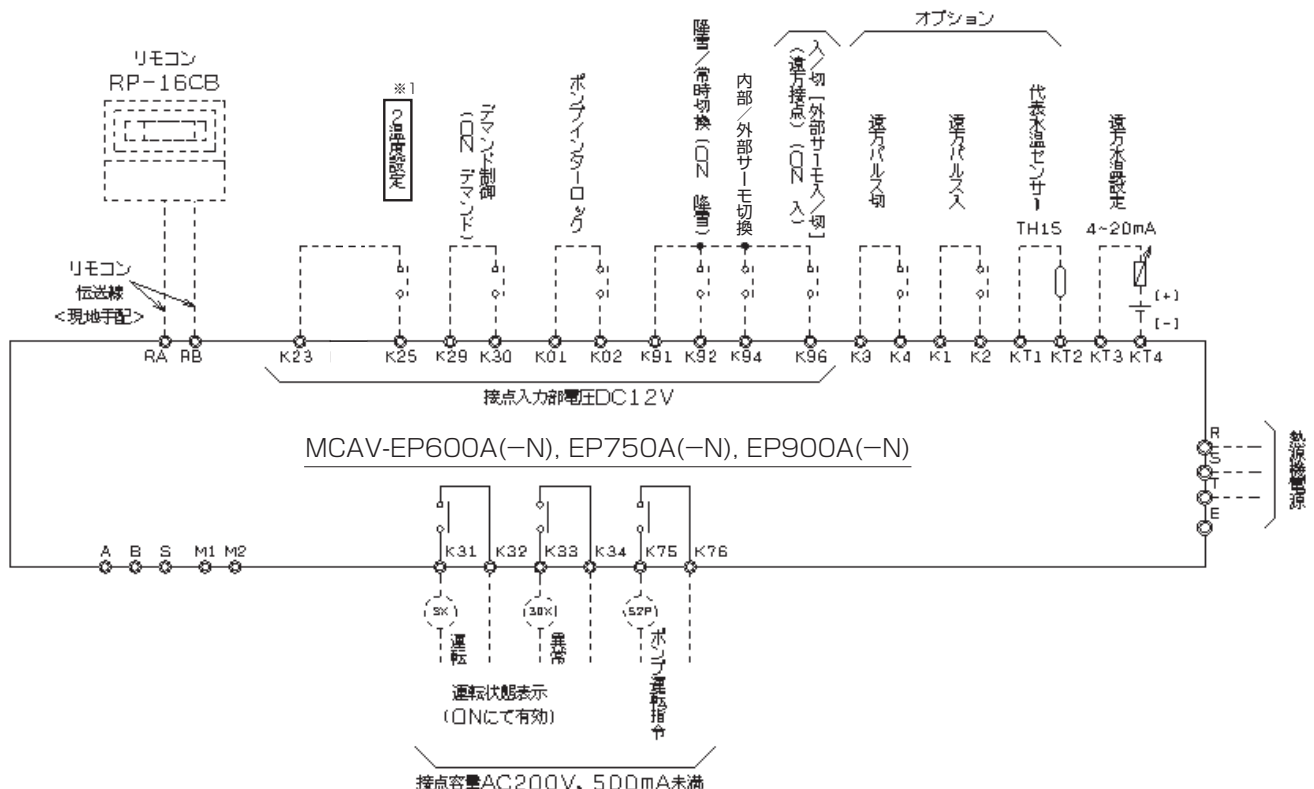 オプション
リモコン
RP-16CB
※1
2温度設定
デマンド制御
(ON デマンド)
ポンプインターロック
降雪/常時切換(ON 降雪)
内部/外部サーモ切換
入/切[外部サーモ入/切]
(遠方接点)(ON 入)
遠方パルス切
遠方パルス入
代表水温センサー
TH15
遠方水温設定
4~20mA
[+]
[-]
リモコン
伝送線
<現地手配>
RA RB K23 K25 K29 K30 K01 K02 K91 K92 K94 K96 K3 K4 K1 K2 KT1 KT2 KT3 KT4
接点入力部電圧DC12V
MCAV-EP600A(-N), EP750A(-N), EP900A(-N)
R
S
T
E
熱源機電源
A B S M1 M2
K31 K32 K33 K34 K75 K76
30X
52P
運転
異常
ポンプ運転指令
運転状態表示
(ONにて有効)
接点容量AC200V、500mA未満